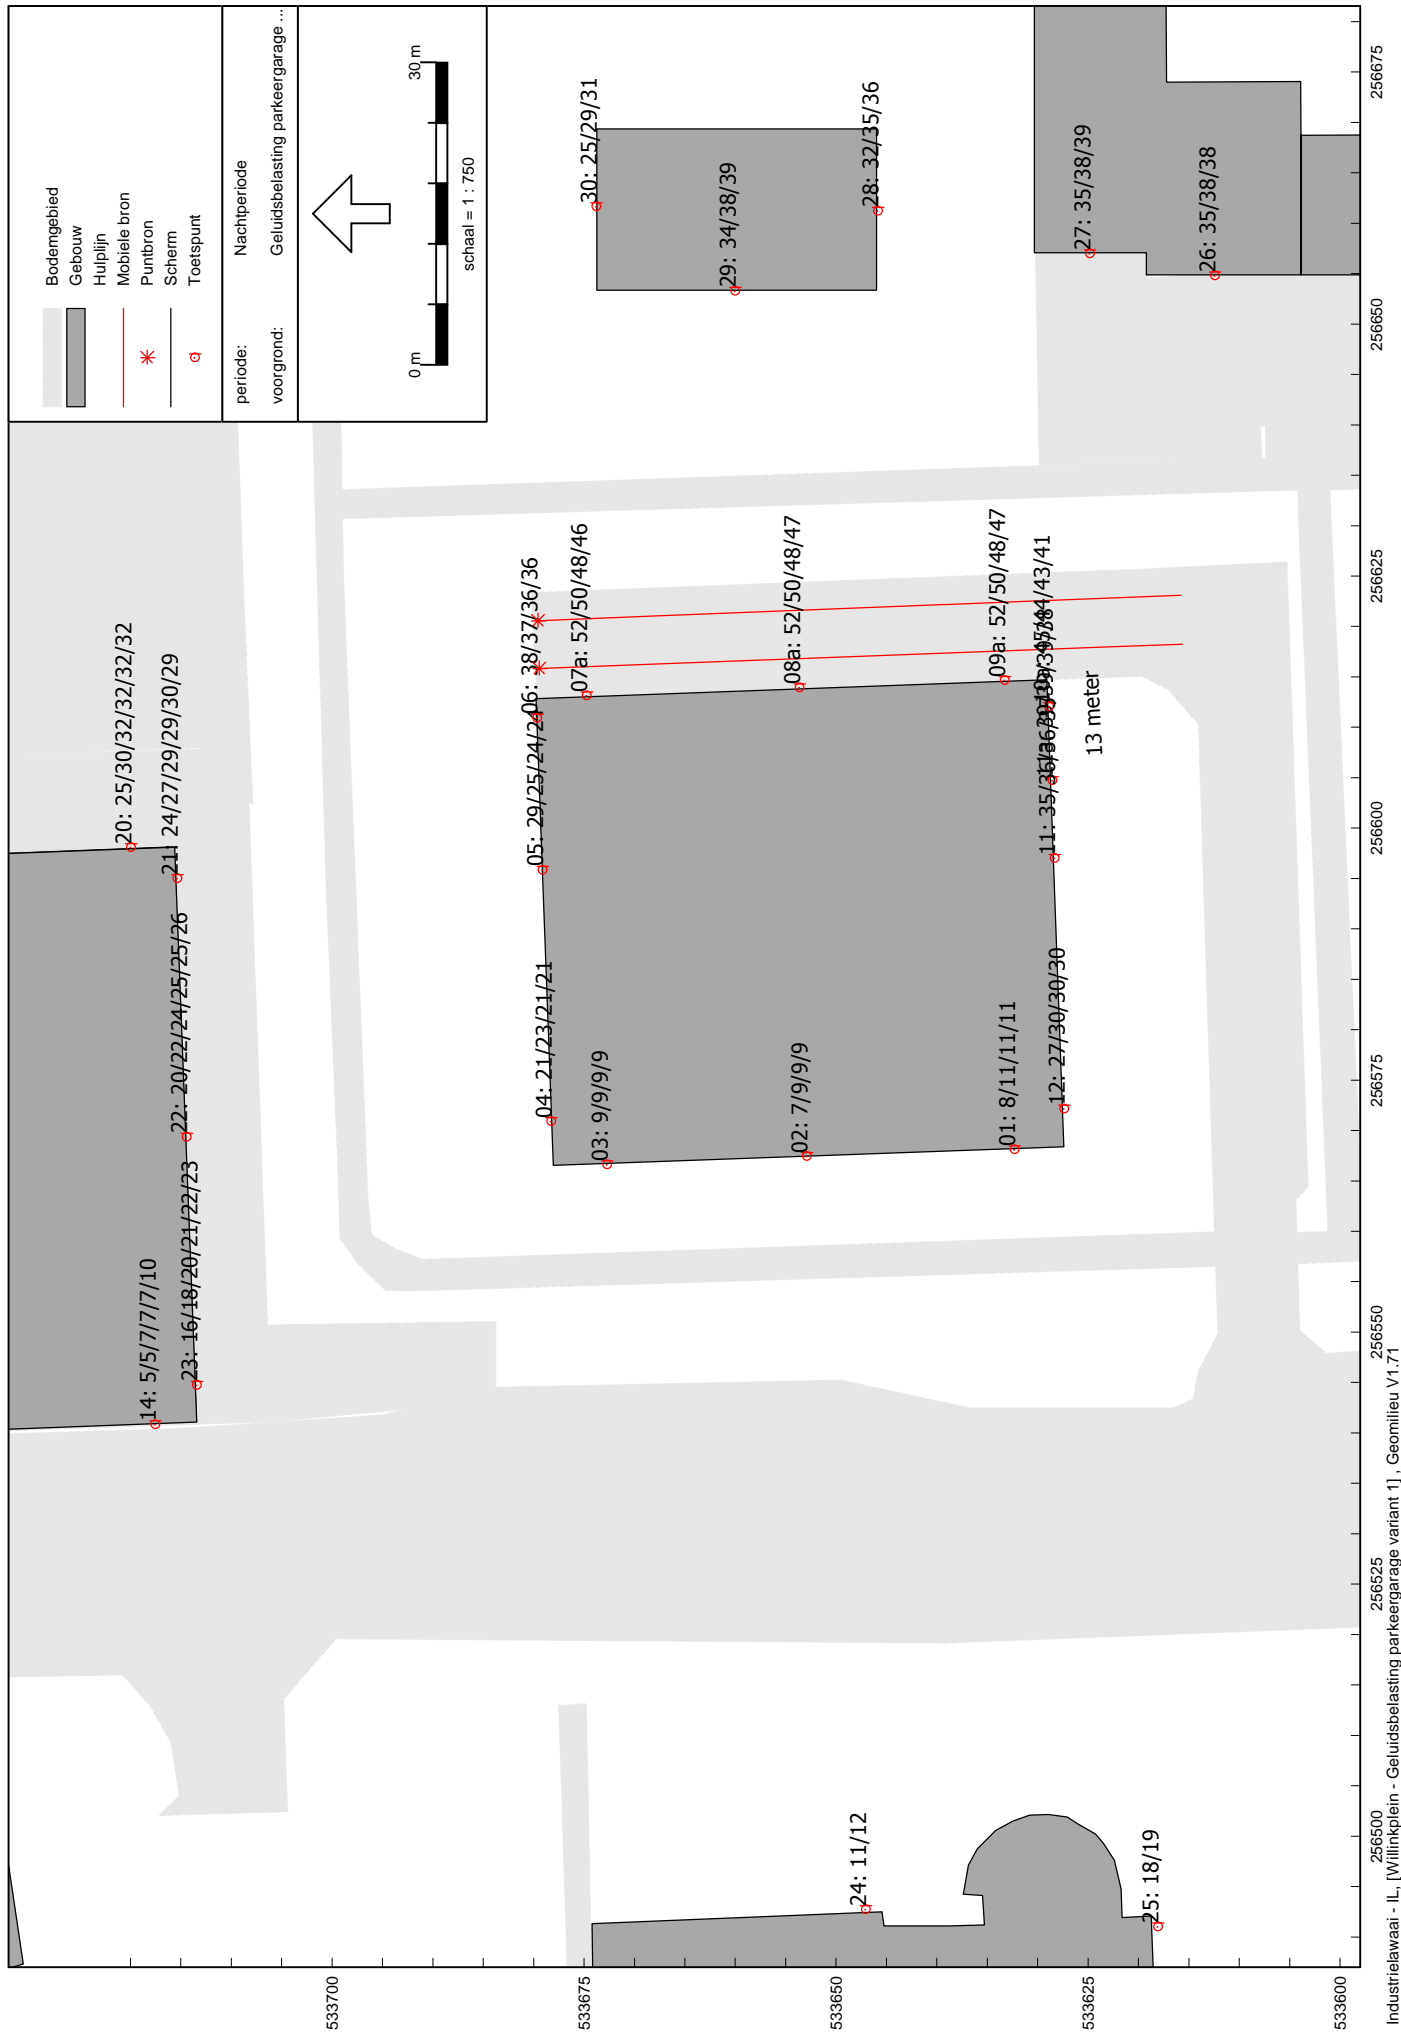 Bodemgebied
Gebouw
Hulplijn
Mobiele bron
Puntbron
Scherm
Toetspunt
periode: Nachtperiode
voorgrond: Geluidsbelasting parkeergarage ...
0 m 30 m
schaal = 1 : 750
14: 5/5/7/7/7/10
23: 16/18/20/21/22/23
22: 20/22/24/25/25/26
21: 24/27/29/29/30/29
20: 25/30/32/32/32/32
03: 9/9/9/9
04: 21/23/21/21
05: 29/25/24/24
06: 38/37/36/36
07a: 52/50/48/46
30: 25/29/31
29: 34/38/39
02: 7/9/9/9
08a: 52/50/48/47
28: 32/35/36
24: 11/12
01: 8/11/11/11
09a: 52/50/48/47
12: 27/30/30/30
11: 35/36/36/
13 meter
27: 35/38/39
25: 18/19
26: 35/38/38
533700
533675
533650
533625
533600
256500
256525
256550
256575
256600
256625
256650
256675
Industrielawaai - IL, [Willinkplein - Geluidsbelasting parkeergarage variant 1] , Geomilieu V1.71